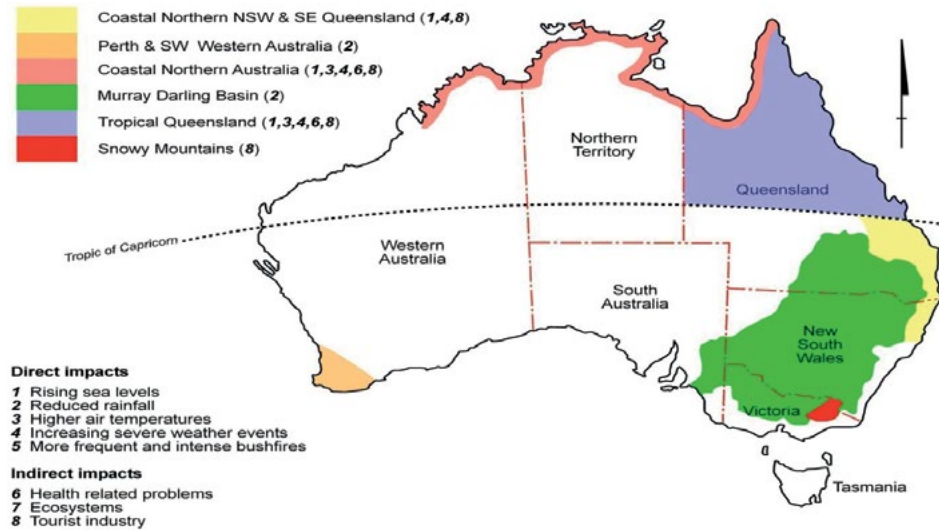 Coastal Northern NSW & SE Queensland (1,4,8)
Perth & SW Western Australia (2)
Coastal Northern Australia (1,3,4,6,8)
Murray Darling Basin (2)
Tropical Queensland (1,3,4,6,8)
Snowy Mountains (8)
Northern
Territory
Queensland
Tropic of Capricorn
Western
Australia
South
Australia
New
South
Wales
Victoria
Tasmania
Direct impacts
1 Rising sea levels
2 Reduced rainfall
3 Higher air temperatures
4 Increasing severe weather events
5 More frequent and intense bushfires
Indirect impacts
6 Health related problems
7 Ecosystems
8 Tourist industry